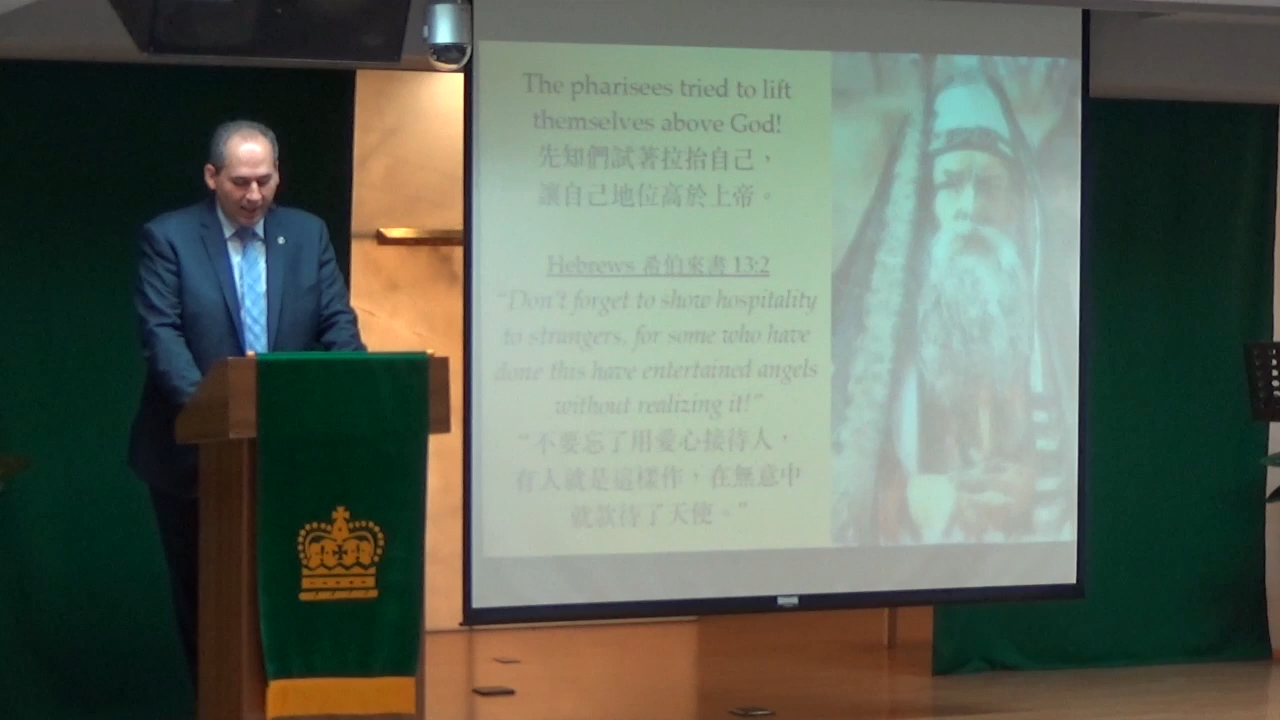 The pharisees tried to lift
themselves above God!
先知們試著拉抬自己，
讓自己地位高於上帝。
Hebrews 希伯來書 13:2
“Don't forget to show hospitality
to strangers, for some who have
done this have entertained angels
without realizing it!”
“不要忘了用愛心接待人，
有人就是這樣作，在無意中
就款待了天使。”